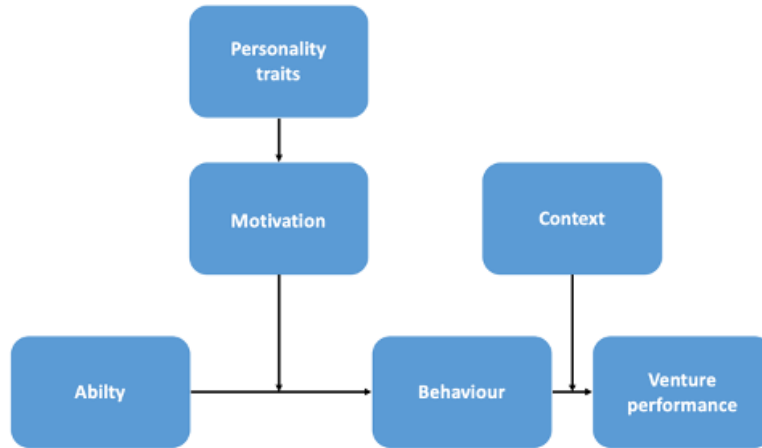 Personality
traits
Motivation
Context
Abilty
Behaviour
Venture
performance